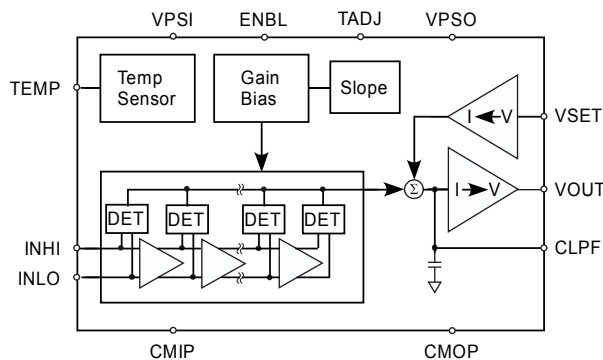 VPSI ENBL TADJ VPSO
TEMP
Temp
Sensor
Gain
Bias
Slope
I V
VSET
Σ
I V
VOUT
DET DET DET DET
CLPF
INHI
INLO
CMIP CMOP